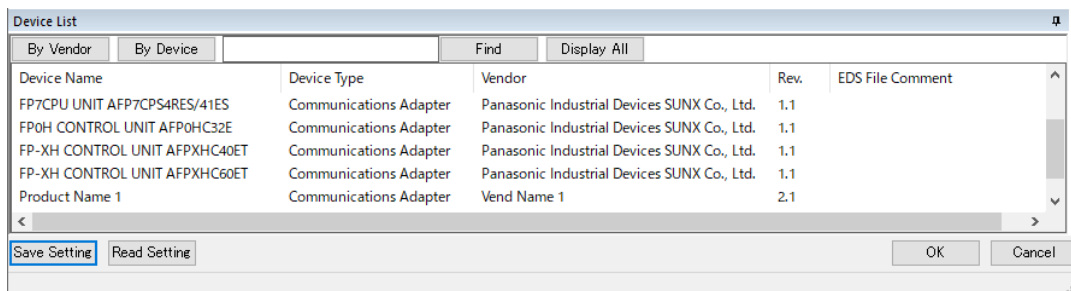 Device List
By Vendor By Device Find Display All
Device Name Device Type Vendor Rev. EDS File Comment
FP7CPU UNIT AFP7CPS4RES/41ES Communications Adapter Panasonic Industrial Devices SUNX Co., Ltd. 1.1
FP0H CONTROL UNIT AFP0HC32E Communications Adapter Panasonic Industrial Devices SUNX Co., Ltd. 1.1
FP-XH CONTROL UNIT AFPXHC40ET Communications Adapter Panasonic Industrial Devices SUNX Co., Ltd. 1.1
FP-XH CONTROL UNIT AFPXHC60ET Communications Adapter Panasonic Industrial Devices SUNX Co., Ltd. 1.1
Product Name 1 Communications Adapter Vend Name 1 2.1
Save Setting Read Setting OK Cancel